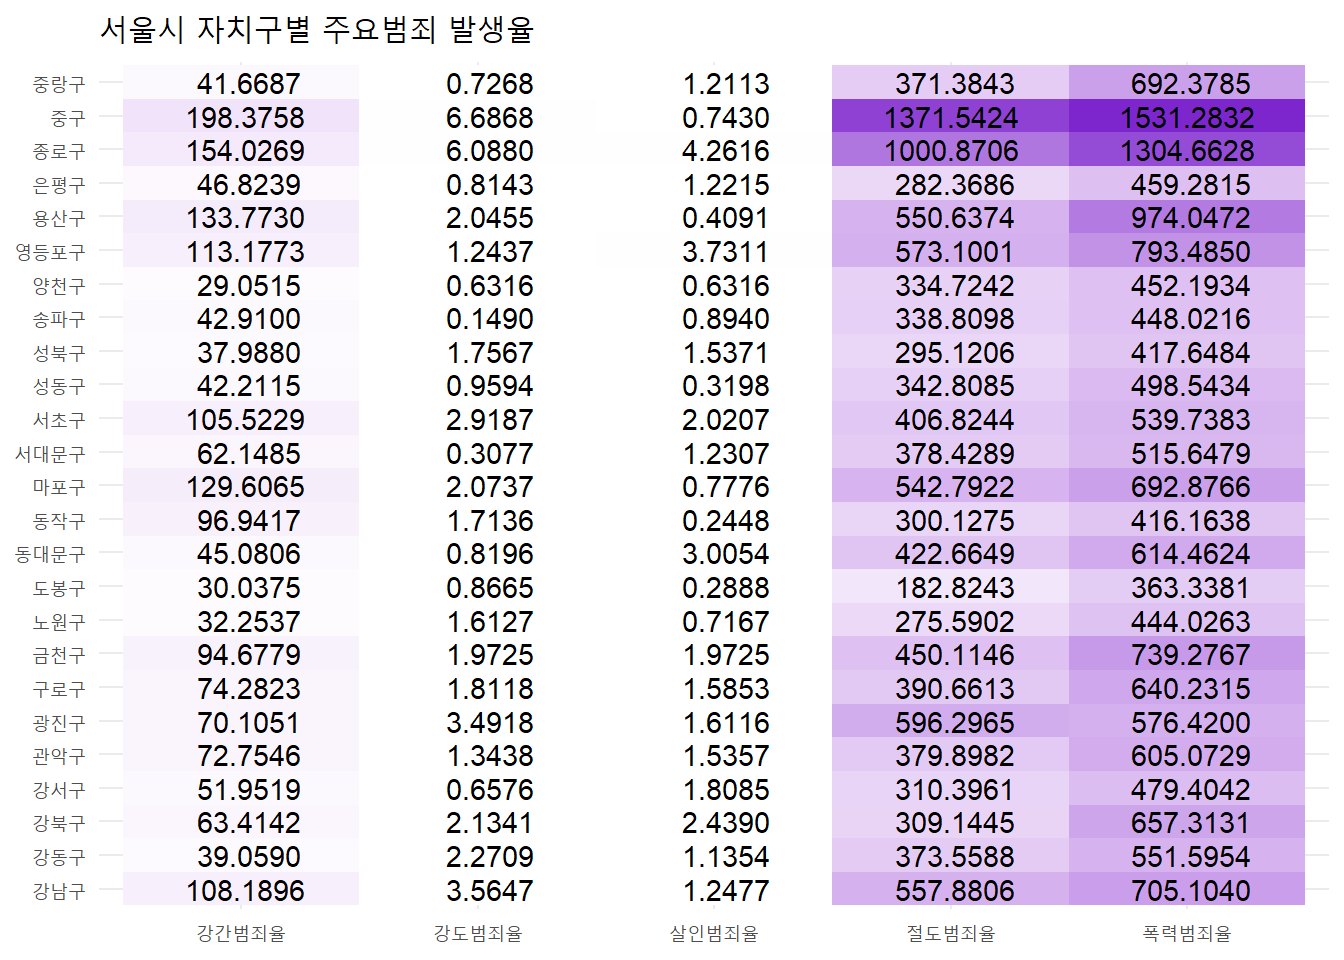 서울시 자치구별 주요범죄 발생율
중랑구 41.6687 0.7268 1.2113 371.3843 692.3785
중구 198.3758 6.6868 0.7430 1371.5424 1531.2832
종로구 154.0269 6.0880 4.2616 1000.8706 1304.6628
은평구 46.8239 0.8143 1.2215 282.3686 459.2815
용산구 133.7730 2.0455 0.4091 550.6374 974.0472
영등포구 113.1773 1.2437 3.7311 573.1001 793.4850
양천구 29.0515 0.6316 0.6316 334.7242 452.1934
송파구 42.9100 0.1490 0.8940 338.8098 448.0216
성북구 37.9880 1.7567 1.5371 295.1206 417.6484
성동구 42.2115 0.9594 0.3198 342.8085 498.5434
서초구 105.5229 2.9187 2.0207 406.8244 539.7383
서대문구 62.1485 0.3077 1.2307 378.4289 515.6479
마포구 129.6065 2.0737 0.7776 542.7922 692.8766
동작구 96.9417 1.7136 0.2448 300.1275 416.1638
동대문구 45.0806 0.8196 3.0054 422.6649 614.4624
도봉구 30.0375 0.8665 0.2888 182.8243 363.3381
노원구 32.2537 1.6127 0.7167 275.5902 444.0263
금천구 94.6779 1.9725 1.9725 450.1146 739.2767
구로구 74.2823 1.8118 1.5853 390.6613 640.2315
광진구 70.1051 3.4918 1.6116 596.2965 576.4200
관악구 72.7546 1.3438 1.5357 379.8982 605.0729
강서구 51.9519 0.6576 1.8085 310.3961 479.4042
강북구 63.4142 2.1341 2.4390 309.1445 657.3131
강동구 39.0590 2.2709 1.1354 373.5588 551.5954
강남구 108.1896 3.5647 1.2477 557.8806 705.1040
강간범죄율 강도범죄율 살인범죄율 절도범죄율 폭력범죄율